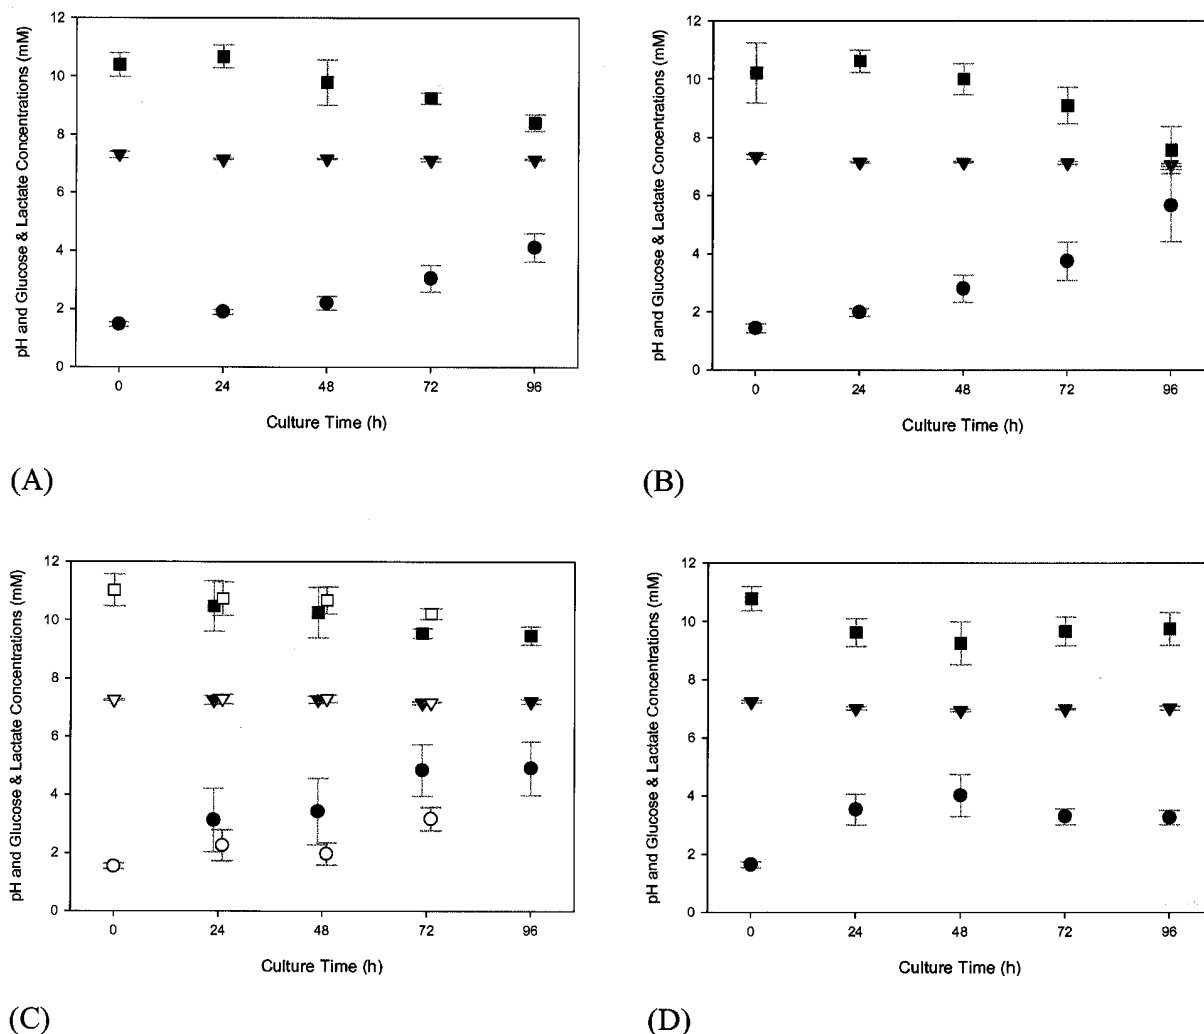 pH and Glucose & Lactate Concentrations (mM)
12
10
8
6
4
2
0
0 24 48 72 96
Culture Time (h)
(A)
pH and Glucose & Lactate Concentrations (mM)
12
10
8
6
4
2
0
0 24 48 72 96
Culture Time (h)
(B)
pH and Glucose & Lactate Concentrations (mM)
12
10
8
6
4
2
0
0 24 48 72 96
Culture Time (h)
(C)
pH and Glucose & Lactate Concentrations (mM)
12
10
8
6
4
2
0
0 24 48 72 96
Culture Time (h)
(D)